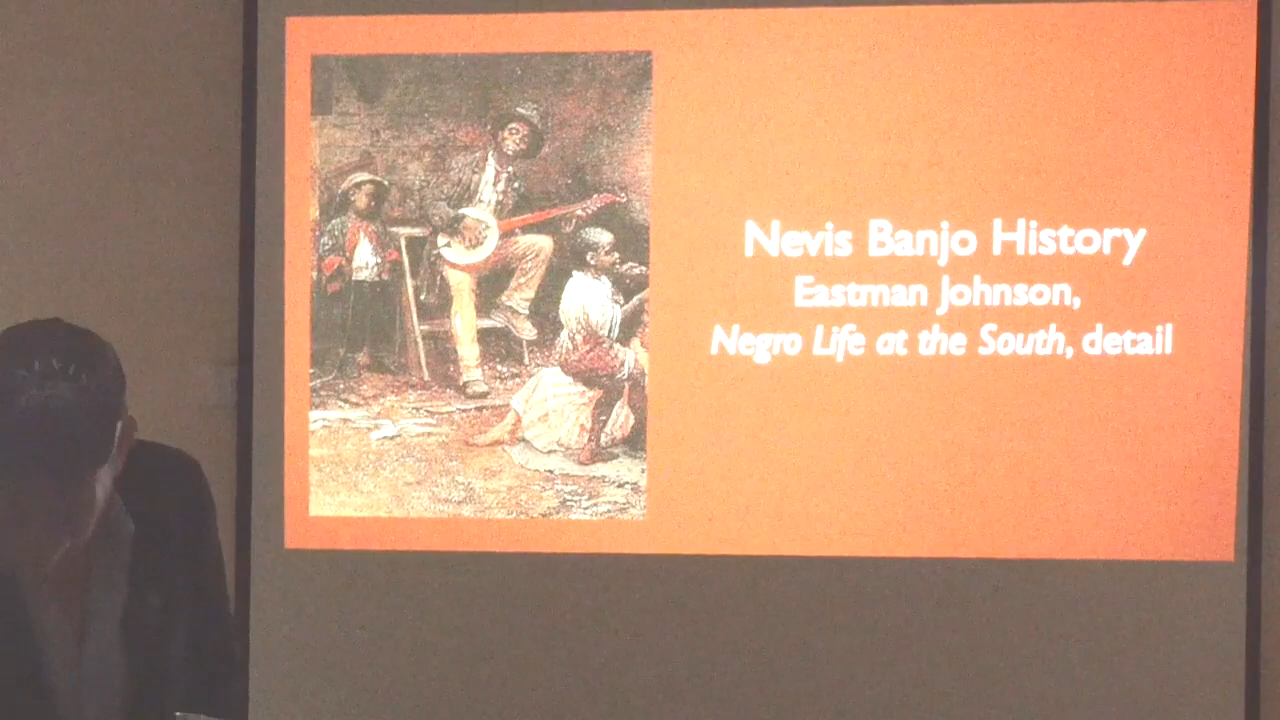 Nevis Banjo History
Eastman Johnson,
Negro Life at the South, detail